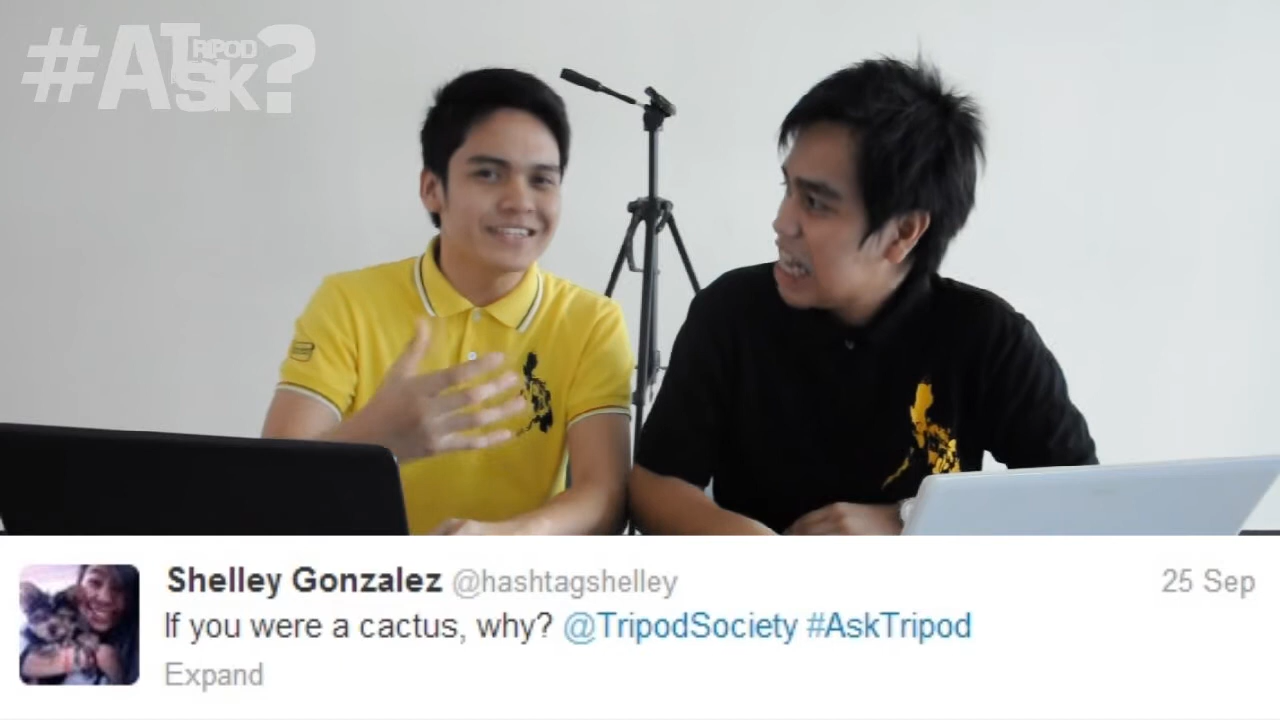 #ASK?
TRIPOD
Shelley Gonzalez @hashtagshelley 25 Sep
If you were a cactus, why? @TripodSociety #AskTripod
Expand